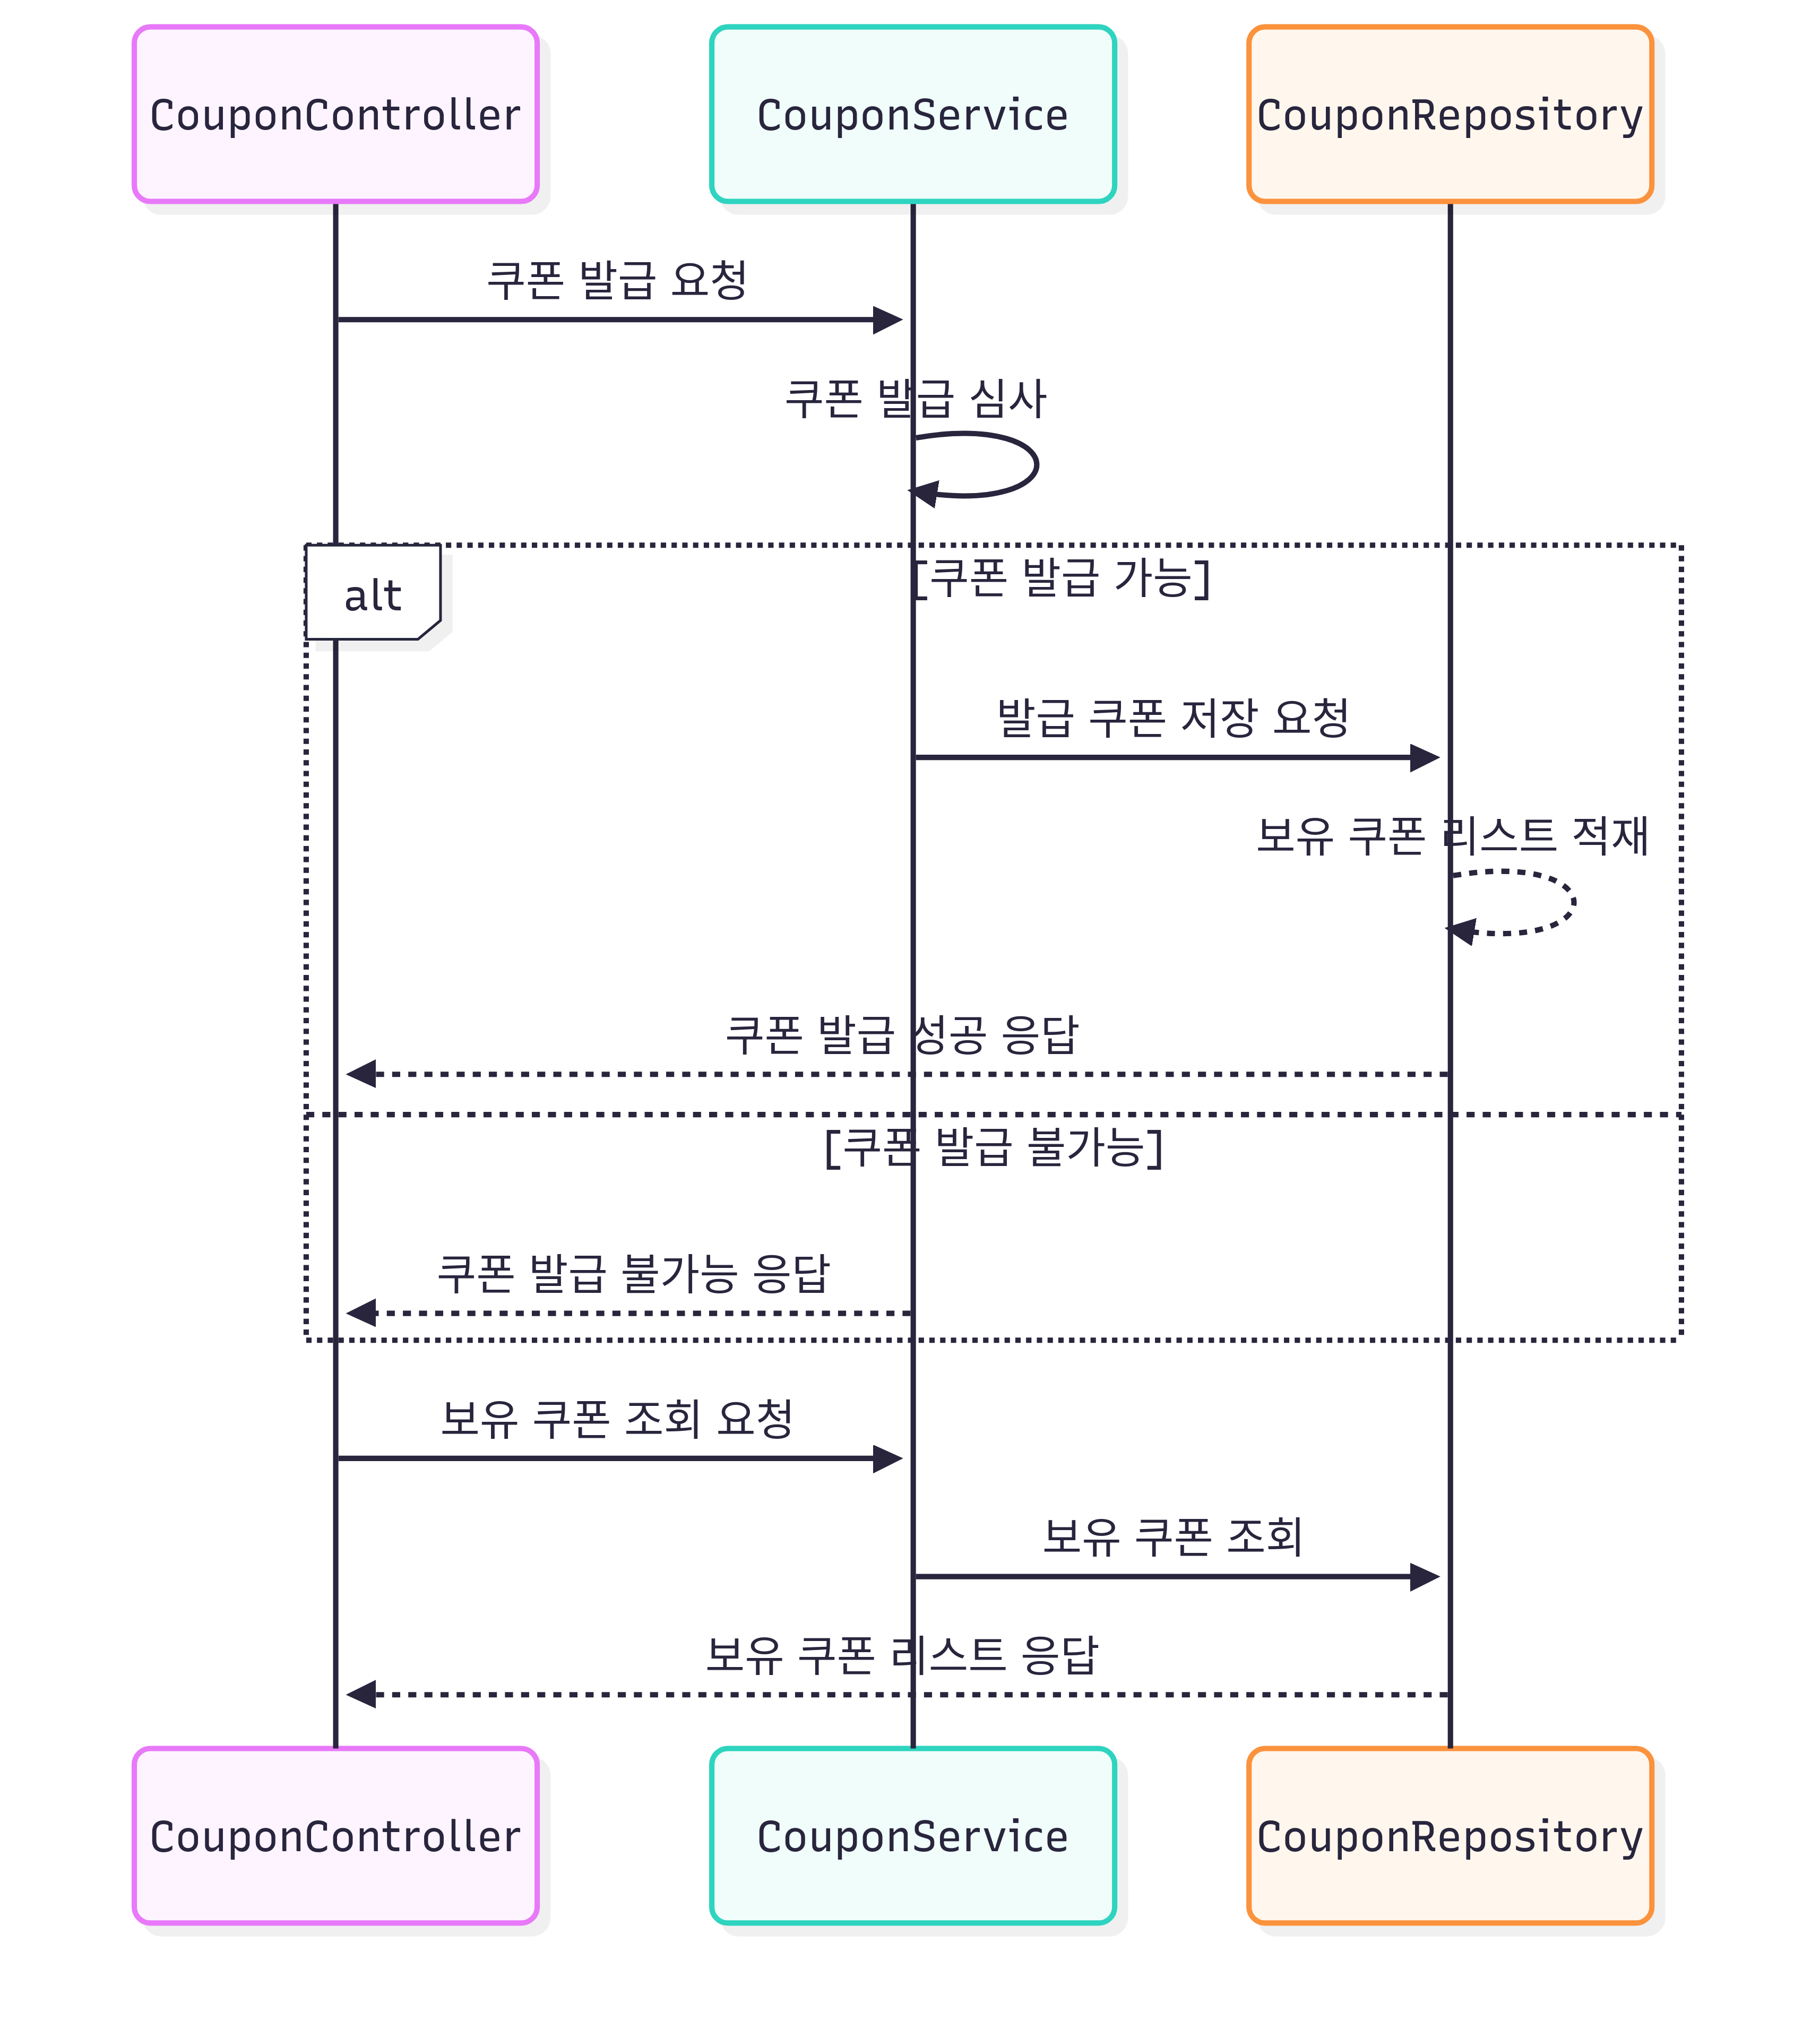 CouponController
CouponService
CouponRepository
쿠폰 발급 요청
쿠폰 발급 심사
alt
[쿠폰 발급 가능]
발급 쿠폰 저장 요청
보유 쿠폰 리스트 적재
쿠폰 발급 성공 응답
[쿠폰 발급 불가능]
쿠폰 발급 불가능 응답
보유 쿠폰 조회 요청
보유 쿠폰 조회
보유 쿠폰 리스트 응답
CouponController
CouponService
CouponRepository